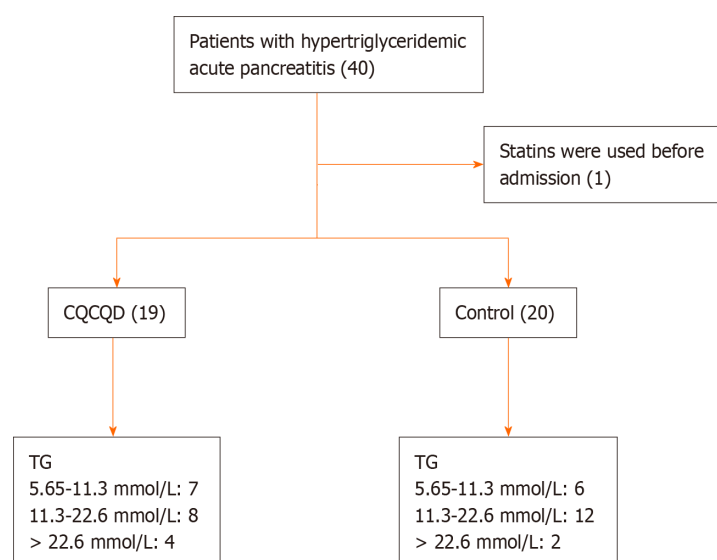 Patients with hypertriglyceridemic
acute pancreatitis (40)
Statins were used before
admission (1)
CQCQD (19)
Control (20)
TG
5.65-11.3 mmol/L: 7
11.3-22.6 mmol/L: 8
> 22.6 mmol/L: 4
TG
5.65-11.3 mmol/L: 6
11.3-22.6 mmol/L: 12
> 22.6 mmol/L: 2